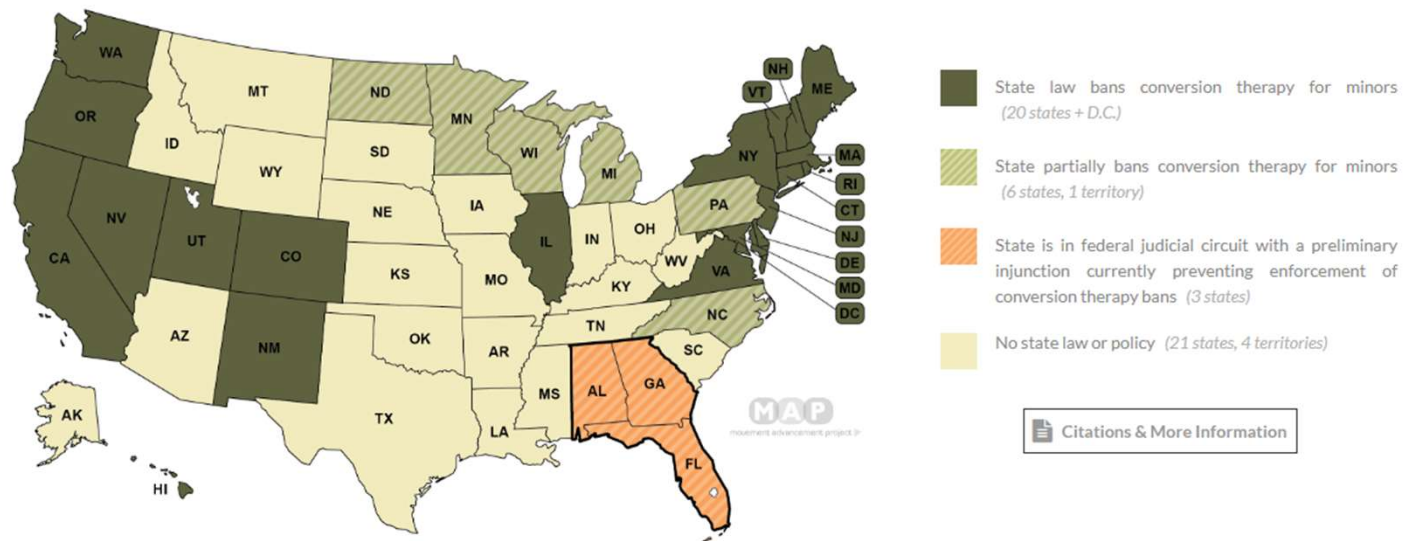 WA
OR
CA
NV
ID
MT
WY
UT
CO
AZ
NM
ND
SD
NE
KS
OK
TX
MN
IA
MO
AR
LA
WI
IL
MI
IN
OH
KY
TN
MS
AL
GA
FL
SC
NC
VA
WV
PA
NY
VT
NH
ME
MA
RI
CT
NJ
DE
MD
DC
AK
HI
MAP
movement advancement project
State law bans conversion therapy for minors
(20 states + D.C.)
State partially bans conversion therapy for minors
(6 states, 1 territory)
State is in federal judicial circuit with a preliminary
injunction currently preventing enforcement of
conversion therapy bans (3 states)
No state law or policy (21 states, 4 territories)
Citations & More Information